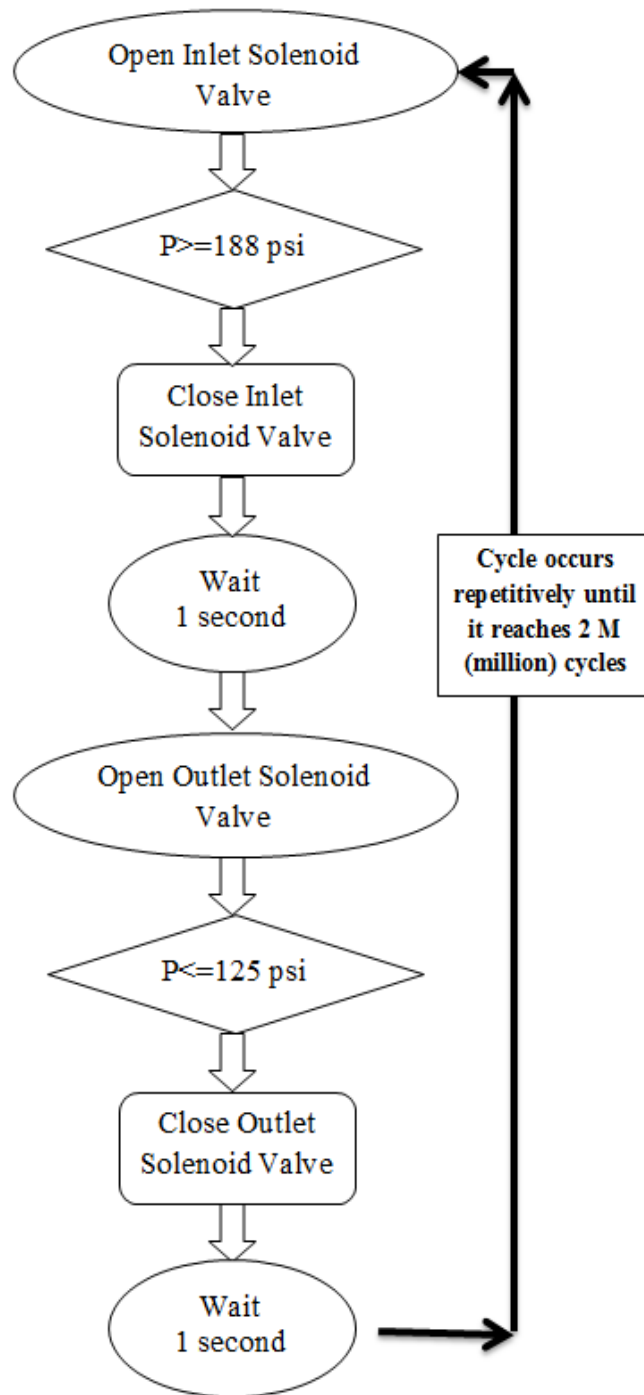 Open Inlet Solenoid
Valve
P>=188 psi
Close Inlet
Solenoid Valve
Wait
1 second
Cycle occurs
repetitively until
it reaches 2 M
(million) cycles
Open Outlet Solenoid
Valve
P<=125 psi
Close Outlet
Solenoid Valve
Wait
1 second